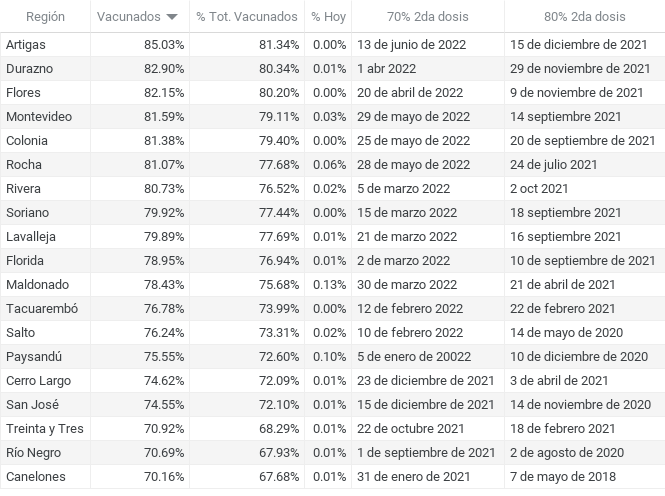 Región Vacunados % Tot. Vacunados % Hoy 70% 2da dosis 80% 2da dosis
Artigas 85.03% 81.34% 0.00% 13 de junio de 2022 15 de diciembre de 2021
Durazno 82.90% 80.34% 0.01% 1 abr 2022 29 de noviembre de 2021
Flores 82.15% 80.20% 0.00% 20 de abril de 2022 9 de noviembre de 2021
Montevideo 81.59% 79.11% 0.03% 29 de mayo de 2022 14 septiembre 2021
Colonia 81.38% 79.40% 0.00% 25 de mayo de 2022 20 de septiembre de 2021
Rocha 81.07% 77.68% 0.06% 28 de mayo de 2022 24 de julio 2021
Rivera 80.73% 76.52% 0.02% 5 de marzo 2022 2 oct 2021
Soriano 79.92% 77.44% 0.00% 15 de marzo 2022 18 septiembre 2021
Lavalleja 79.89% 77.69% 0.01% 21 de marzo 2022 16 septiembre 2021
Florida 78.95% 76.94% 0.01% 2 de marzo 2022 10 de septiembre de 2021
Maldonado 78.43% 75.68% 0.13% 30 de marzo 2022 21 de abril de 2021
Tacuarembó 76.78% 73.99% 0.00% 12 de febrero 2022 22 de febrero de 2021
Salto 76.24% 73.31% 0.02% 10 de febrero 2022 14 de mayo de 2020
Paysandú 75.55% 72.60% 0.10% 5 de enero de 20022 10 de diciembre de 2020
Cerro Largo 74.62% 72.09% 0.01% 23 de diciembre de 2021 3 de abril de 2021
San José 74.55% 72.10% 0.01% 15 de diciembre de 2021 14 de noviembre de 2020
Treinta y Tres 70.92% 68.29% 0.01% 22 de octubre 2021 18 de febrero de 2021
Río Negro 70.69% 67.93% 0.01% 1 de septiembre de 2021 2 de agosto de 2020
Canelones 70.16% 67.68% 0.01% 31 de enero de 2021 7 de mayo de 2018